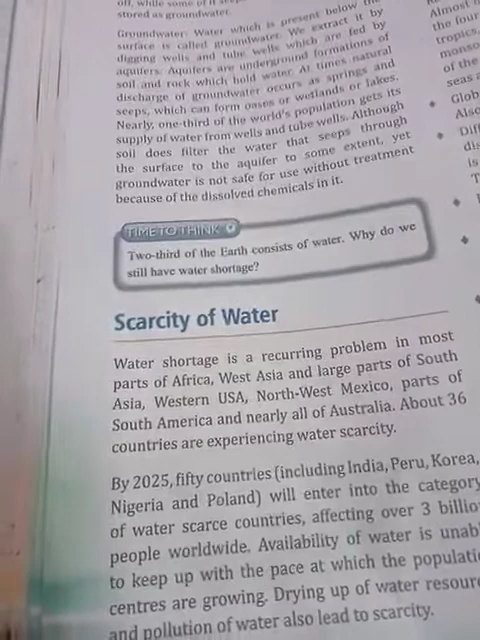 off, while some of it
stored as groundwater.
Groundwater: Water which is present below the
surface is called groundwater. We extract it by
digging wells and tube wells which are fed by
aquifers. Aquifers are underground formations of
soil and rock which hold water. At times natural
discharge of groundwater occurs as springs and
seeps, which can form oases or wetlands or lakes.
Nearly, one-third of the world's population gets its
supply of water from wells and tube wells. Although
soil does filter the water that seeps through
the surface to the aquifer to some extent, yet
groundwater is not safe for use without treatment
because of the dissolved chemicals in it.
TIME TO THINK
Two-third of the Earth consists of water. Why do we
still have water shortage?
Scarcity of Water
Water shortage is a recurring problem in most
parts of Africa, West Asia and large parts of South
Asia, Western USA, North-West Mexico, parts of
South America and nearly all of Australia. About 36
countries are experiencing water scarcity.
By 2025, fifty countries (including India, Peru, Korea,
Nigeria and Poland) will enter into the category
of water scarce countries, affecting over 3 billio
people worldwide. Availability of water is unab
to keep up with the pace at which the populati
centres are growing. Drying up of water resour
and pollution of water also lead to scarcity.
Almost
the four
tropics,
monso
of the
seas a
Glob
Also
Diff
dis
is